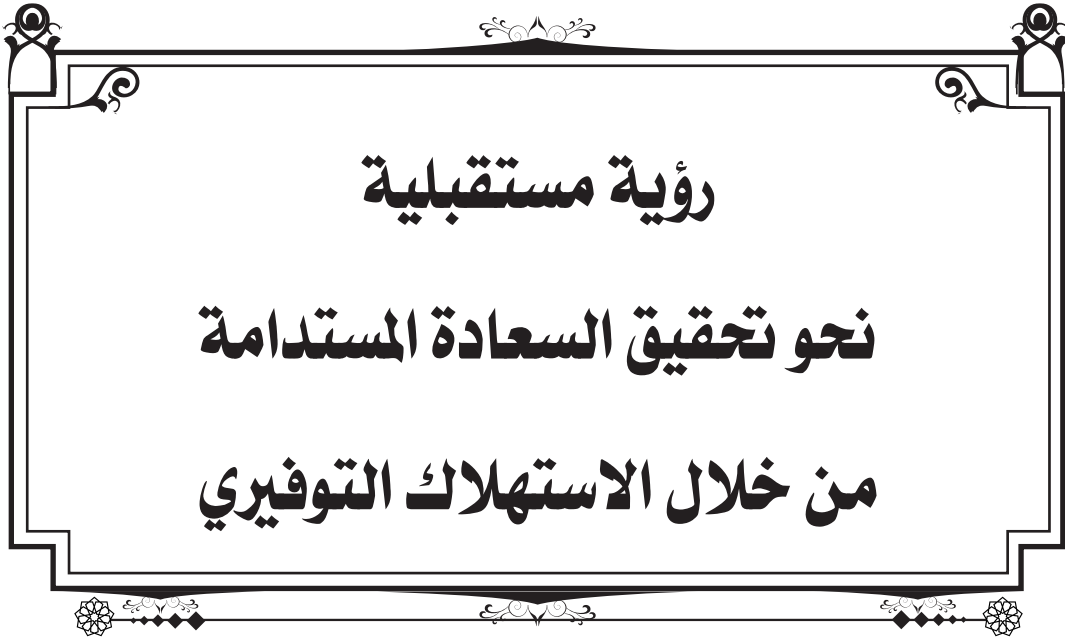 رؤية مستقبلية
نحو تحقيق السعادة المستدامة
من خلال الاستهلاك التوفيري